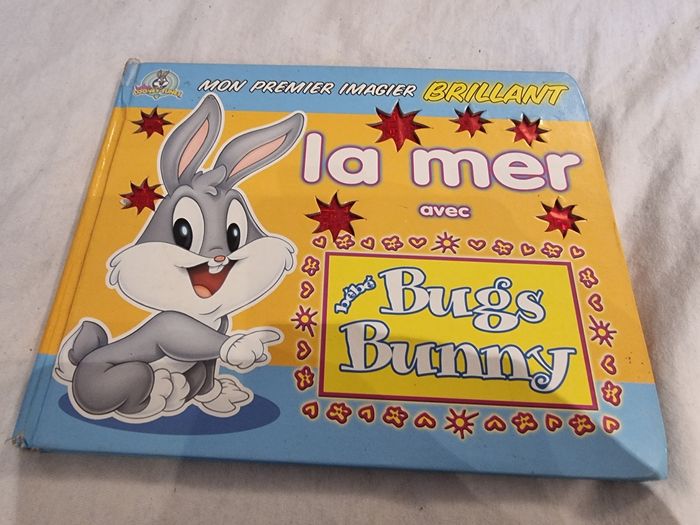 MON PREMIER IMAGIER BRILLANT
la mer
avec
bébé
Bugs
Bunny